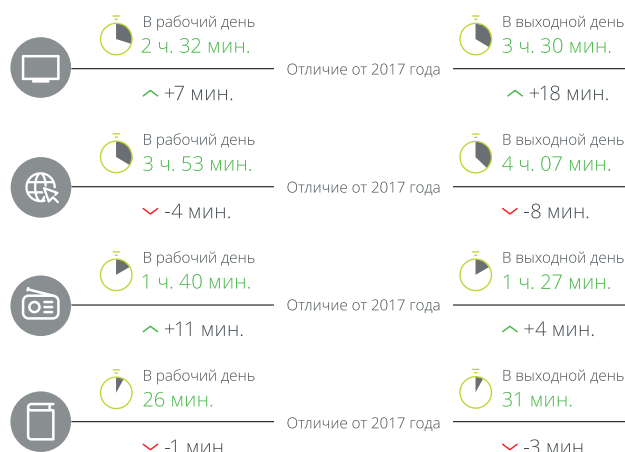 В рабочий день
2 ч. 32 мин.
В выходной день
3 ч. 30 мин.
Отличие от 2017 года
+7 мин.
+18 мин.
В рабочий день
3 ч. 53 мин.
В выходной день
4 ч. 07 мин.
Отличие от 2017 года
-4 мин.
-8 мин.
В рабочий день
1 ч. 40 мин.
В выходной день
1 ч. 27 мин.
Отличие от 2017 года
+11 мин.
+4 мин.
В рабочий день
26 мин.
В выходной день
31 мин.
Отличие от 2017 года
-1 мин
-3 мин